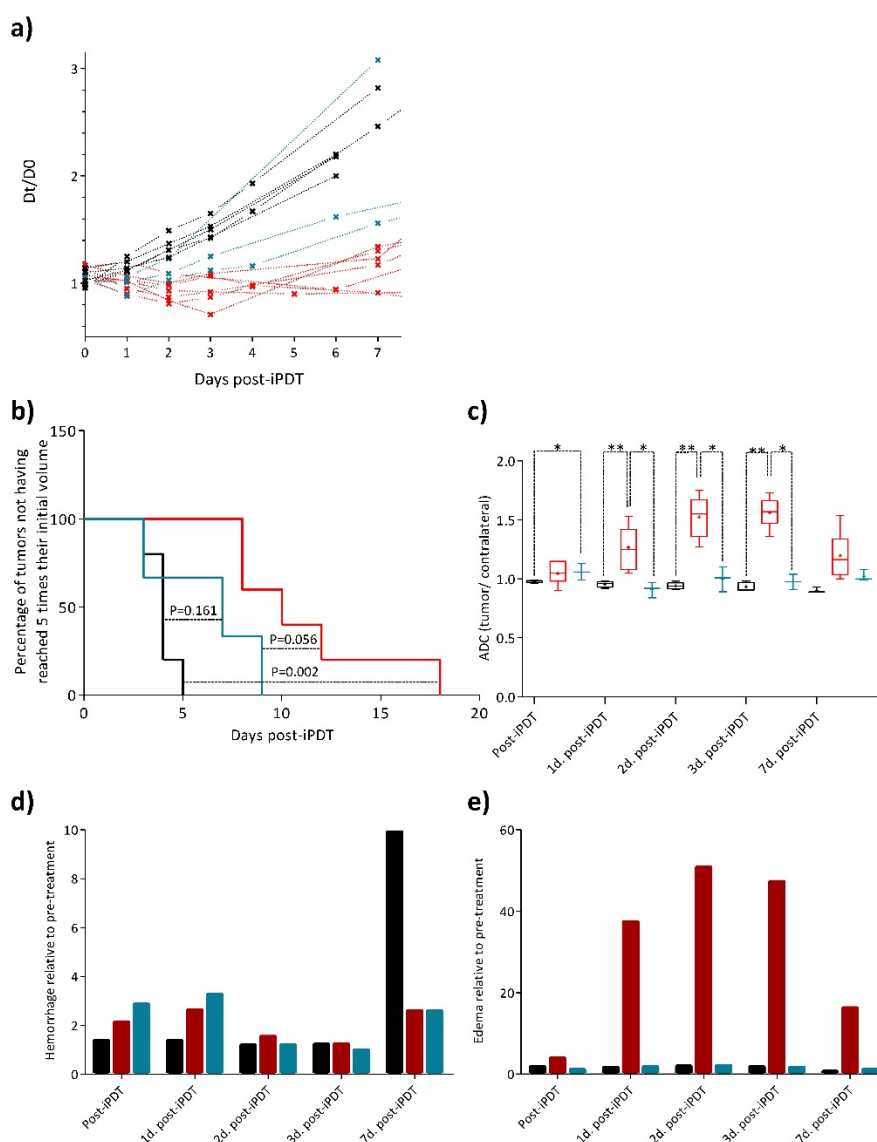 a)
3
2
1
Dt/D0
0 1 2 3 4 5 6 7
Days post-iPDT
b)
150
100
50
0
Percentage of tumors not having
reached 5 times their initial volume
P=0.161
P=0.056
P=0.002
0 5 10 15 20
Days post-iPDT
c)
2.0
1.5
1.0
0.5
0.0
ADC (tumor/ contralateral)
* ** * ** * ** *
Post-iPDT
1d. post-iPDT
2d. post-iPDT
3d. post-iPDT
7d. post-iPDT
d)
10
8
6
4
2
0
Hemorrhage relative to pre-treatment
Post-iPDT
1d. post-iPDT
2d. post-iPDT
3d. post-iPDT
7d. post-iPDT
e)
60
40
20
0
Edema relative to pre-treatment
Post-iPDT
1d. post-iPDT
2d. post-iPDT
3d. post-iPDT
7d. post-iPDT